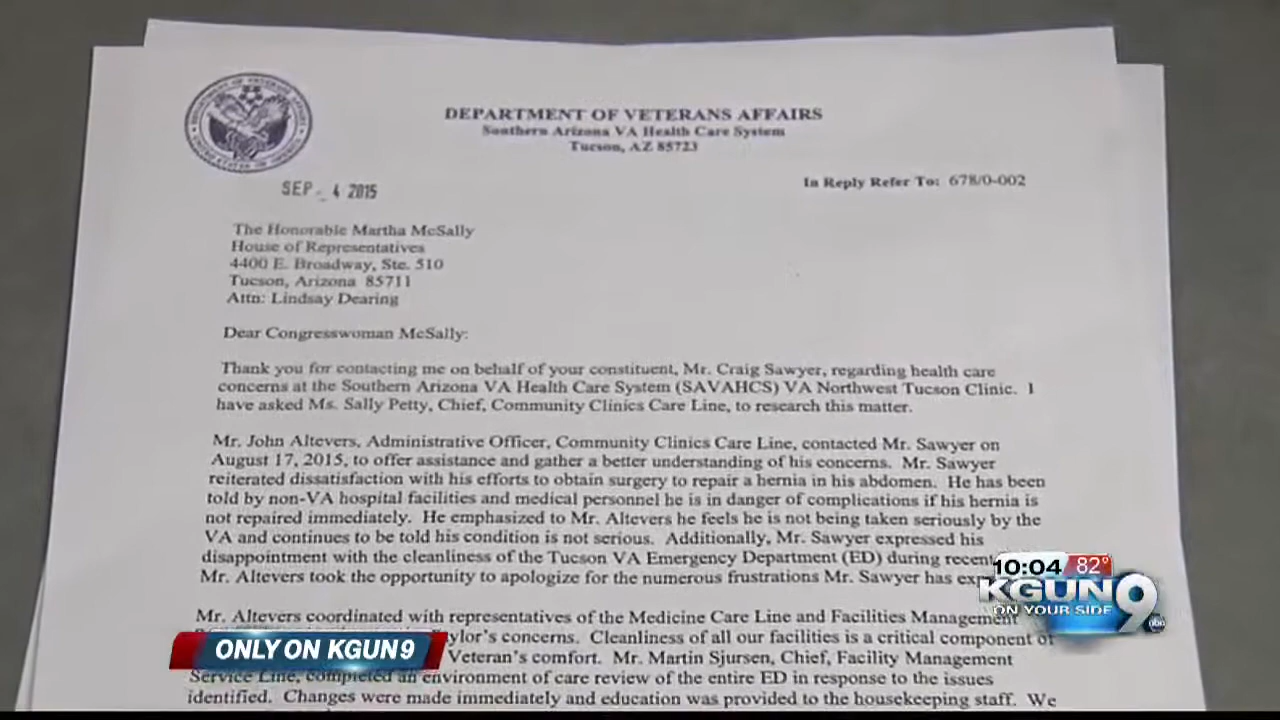 DEPARTMENT OF VETERANS AFFAIRS
Southern Arizona VA Health Care System
Tucson, AZ 85723
SEP - 4 2015
In Reply Refer To: 678/0-002
The Honorable Martha McSally
House of Representatives
4400 E. Broadway, Ste. 510
Tucson, Arizona 85711
Attn: Lindsay Dearing
Dear Congresswoman McSally:
Thank you for contacting me on behalf of your constituent, Mr. Craig Sawyer, regarding health care
concerns at the Southern Arizona VA Health Care System (SAVAHCS) VA Northwest Tucson Clinic. I
have asked Ms. Sally Petty, Chief, Community Clinics Care Line, to research this matter.
Mr. John Altevers, Administrative Officer, Community Clinics Care Line, contacted Mr. Sawyer on
August 17, 2015, to offer assistance and gather a better understanding of his concerns. Mr. Sawyer
reiterated dissatisfaction with his efforts to obtain surgery to repair a hernia in his abdomen. He has been
told by non-VA hospital facilities and medical personnel he is in danger of complications if his hernia is
not repaired immediately. He emphasized to Mr. Altevers he feels he is not being taken seriously by the
VA and continues to be told his condition is not serious. Additionally, Mr. Sawyer expressed his
disappointment with the cleanliness of the Tucson VA Emergency Department (ED) during recent
Mr. Altevers took the opportunity to apologize for the numerous frustrations Mr. Sawyer has
Mr. Altevers coordinated with representatives of the Medicine Care Line and Facilities Management
concerns. Cleanliness of all our facilities is a critical component of
Veteran's comfort. Mr. Martin Sjursen, Chief, Facility Management
Service Line, completed an environment of care review of the entire ED in response to the issues
identified. Changes were made immediately and education was provided to the housekeeping staff. We
ONLY ON KGUN9
10:04 82°
KGUN 9
ON YOUR SIDE
abc